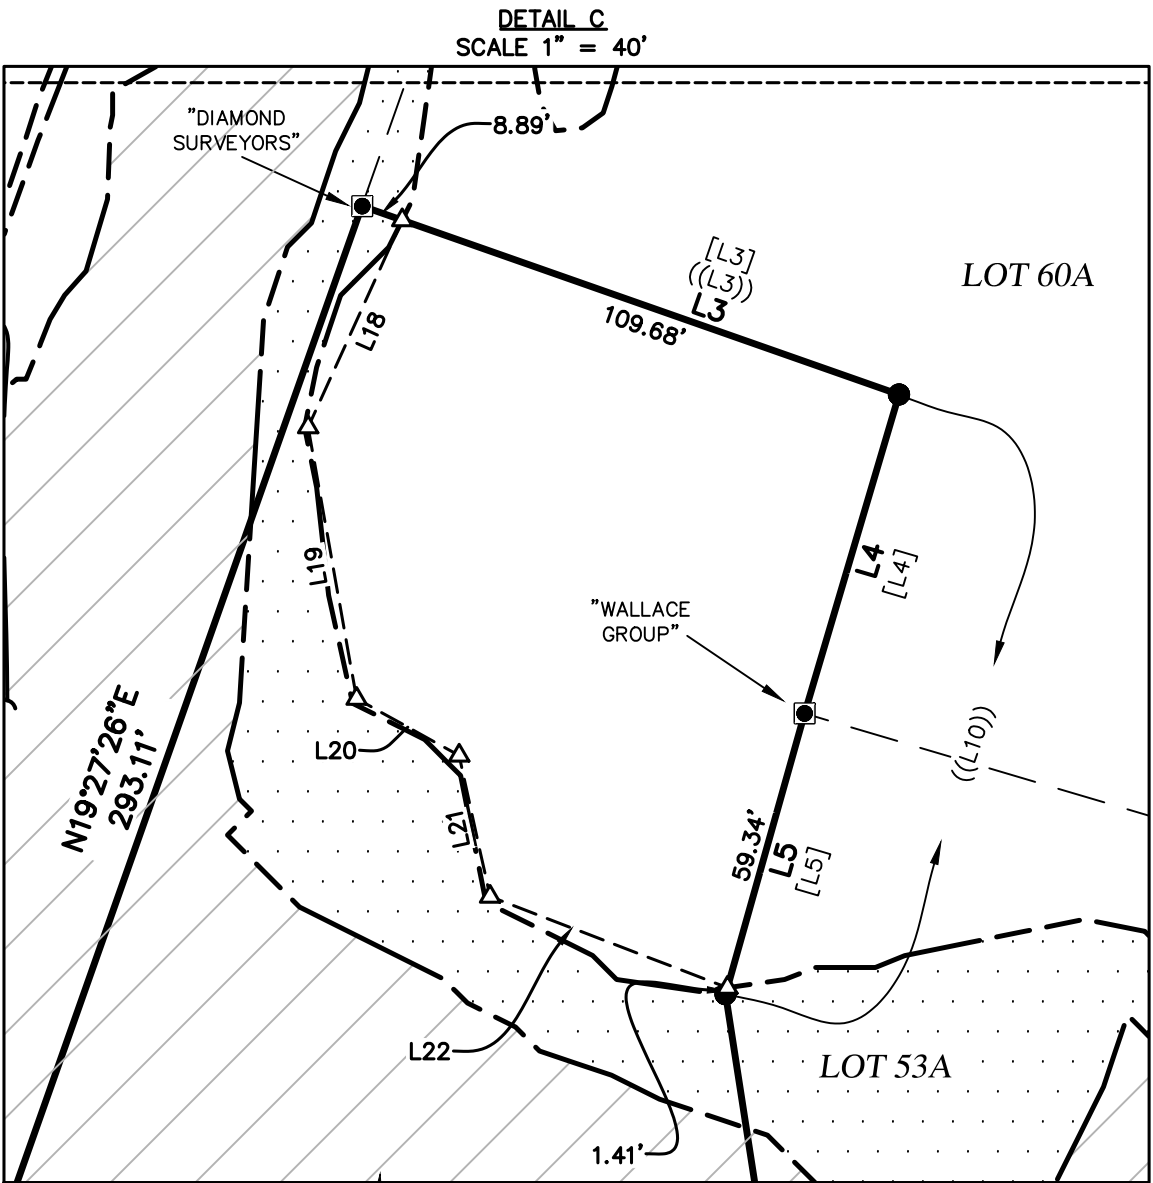 DETAIL C
SCALE 1" = 40'
"DIAMOND
SURVEYORS"
8.89'
[L3]
((L3))
L3
109.68'
LOT 60A
L18
L4
[L4]
L19
"WALLACE
GROUP"
N19°27'26"E
293.11'
L20
((L10))
L21
59.34'
L5
[L5]
L22
LOT 53A
1.41'